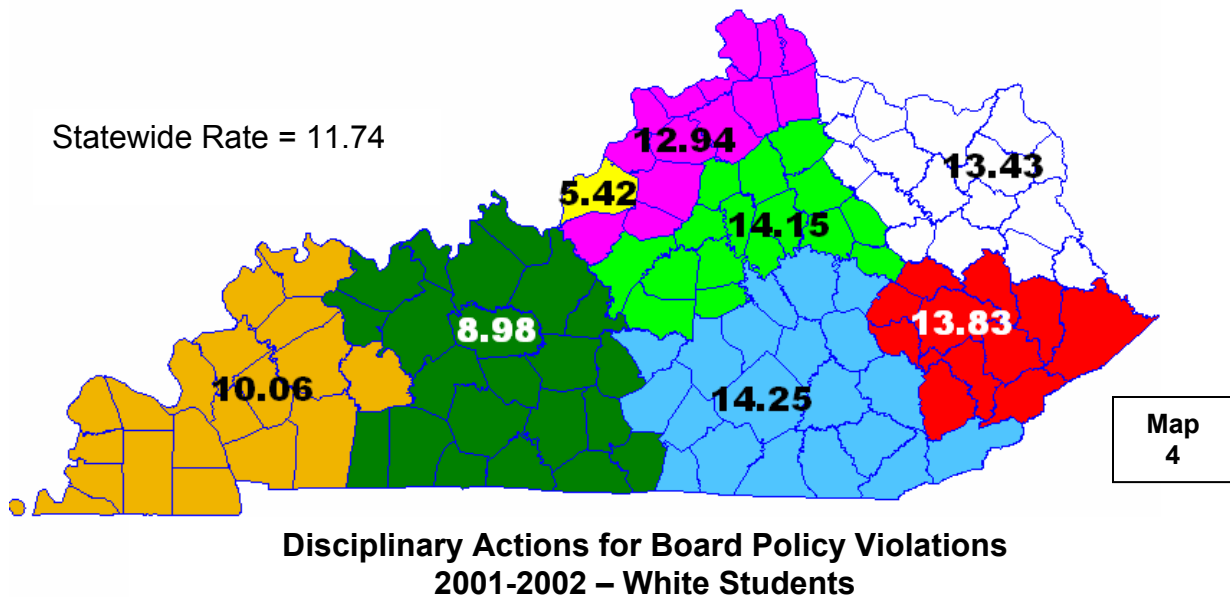 Statewide Rate = 11.74
12.94
13.43
5.42
14.15
8.98
13.83
10.06
14.25
Map
4
Disciplinary Actions for Board Policy Violations
2001-2002 – White Students